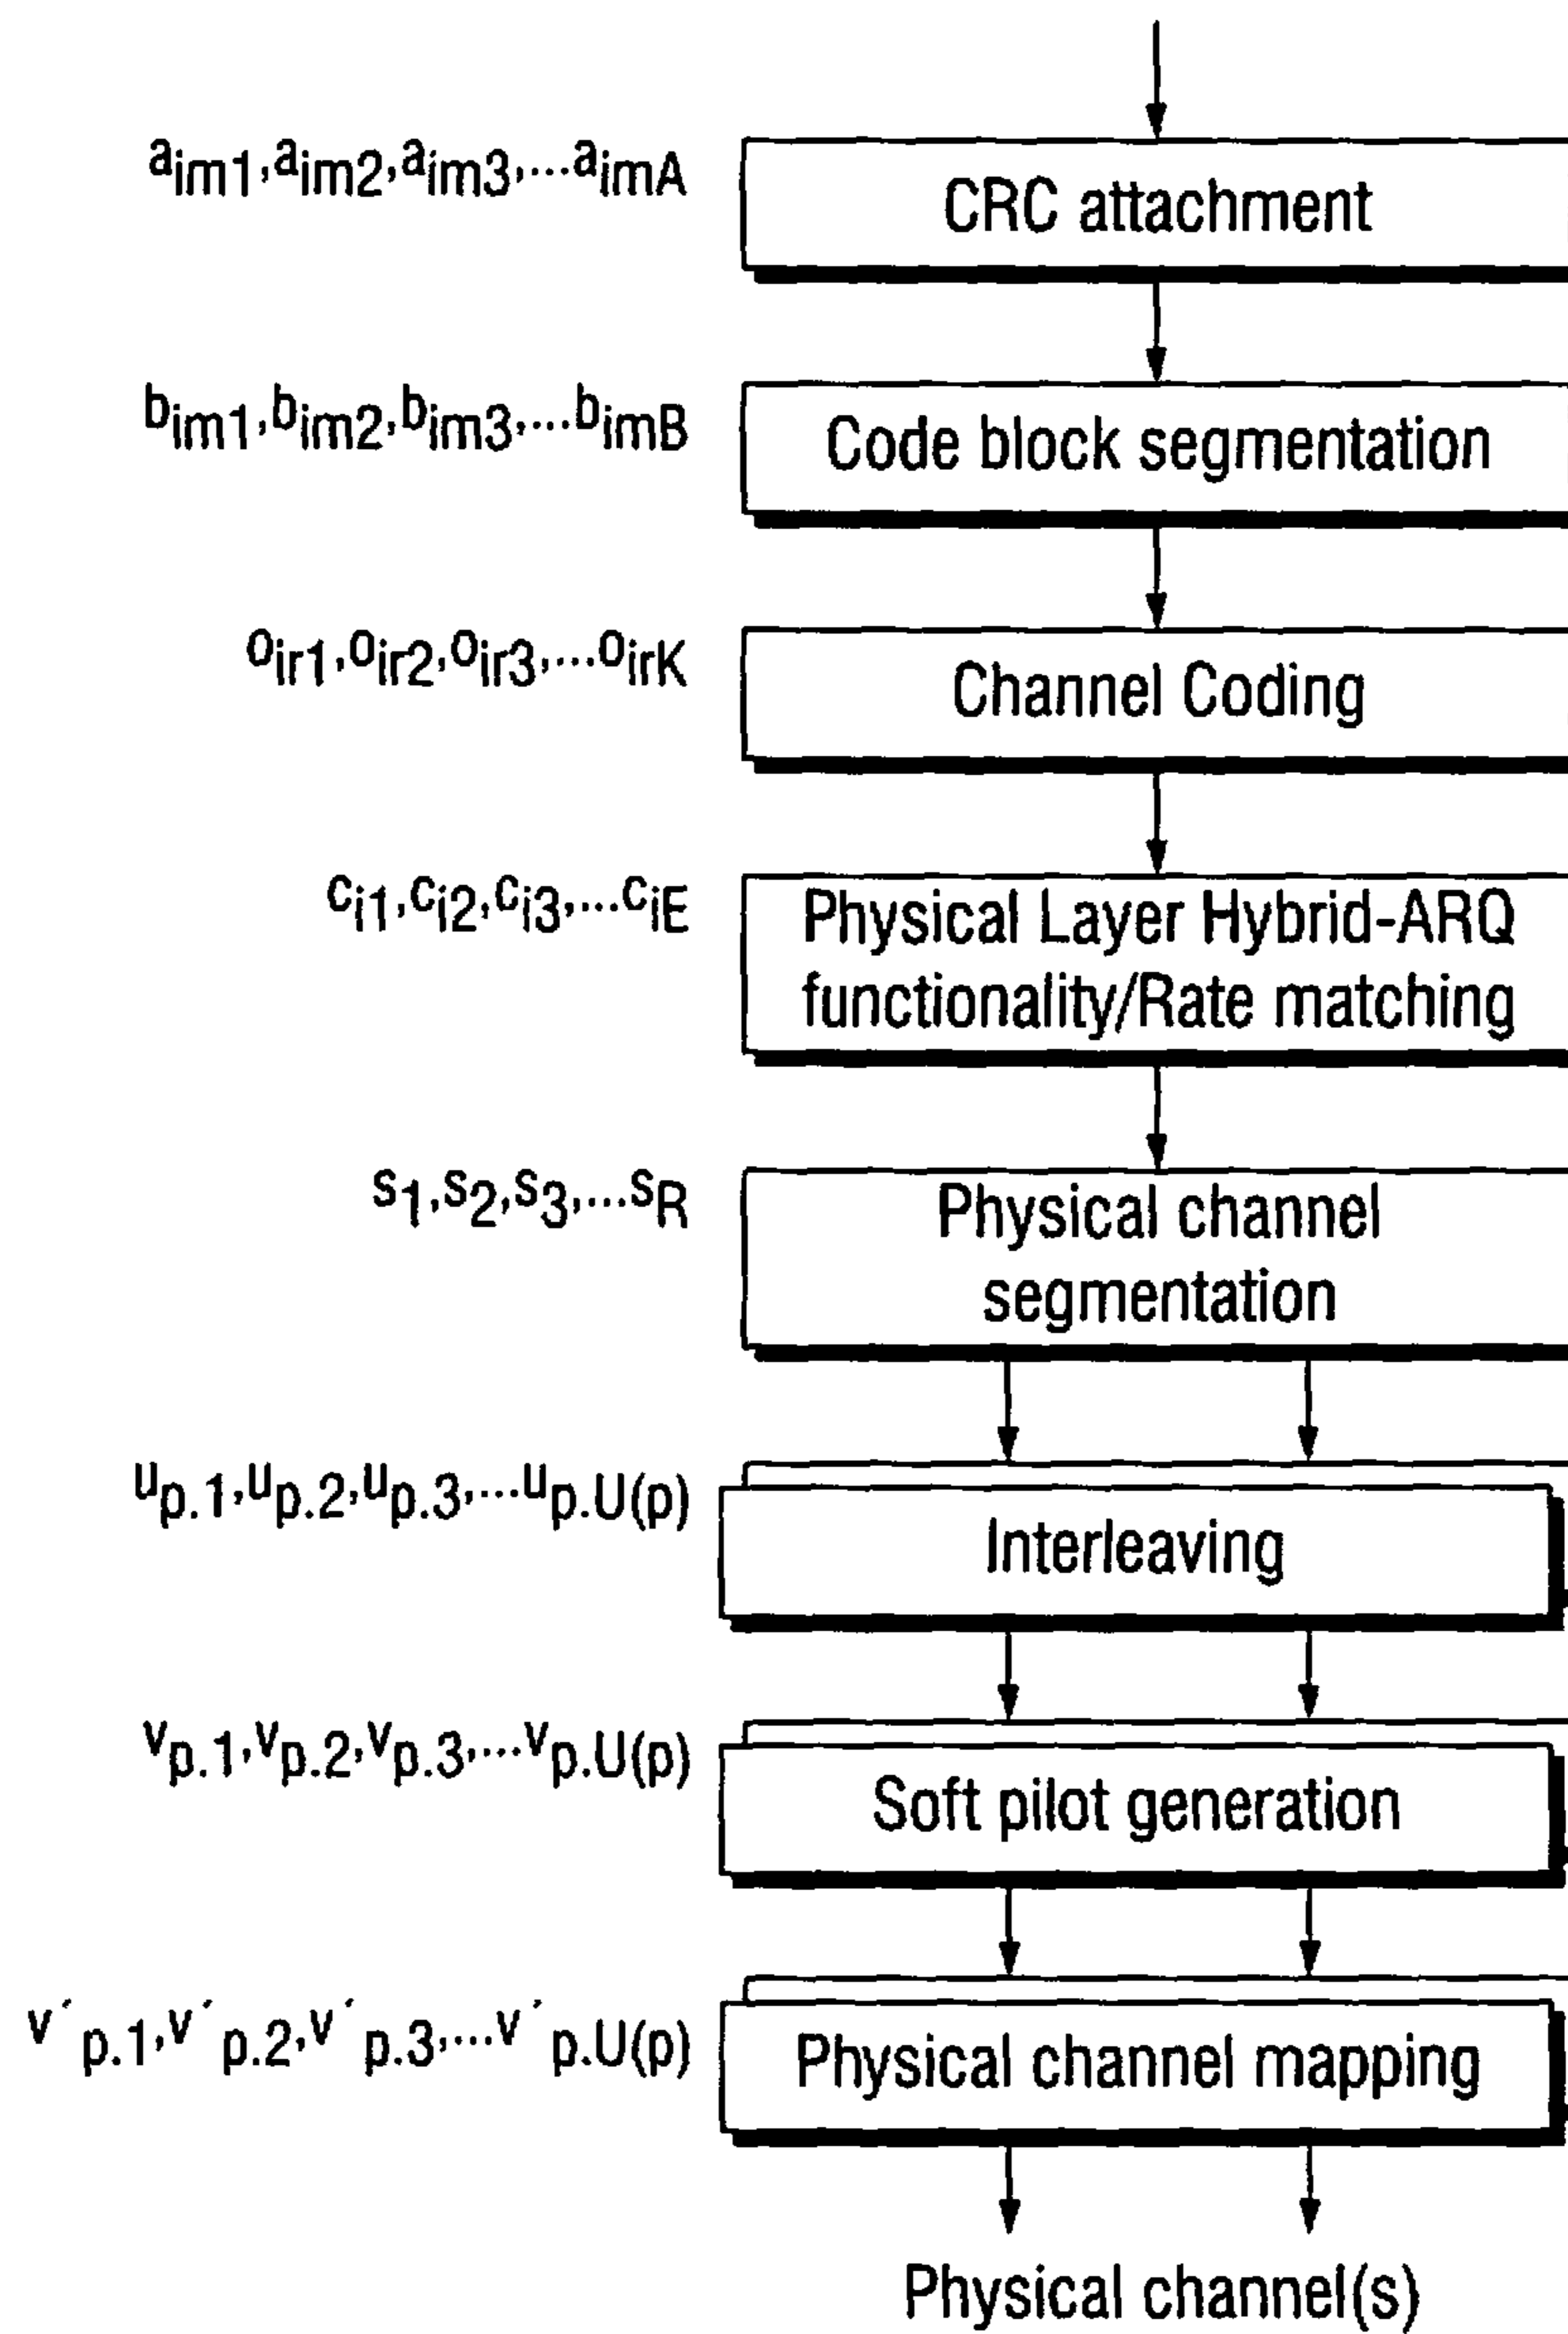 aim1,aim2,aim3,...aimA
CRC attachment
bim1,bim2,bim3,...bimB
Code block segmentation
oir1,oir2,oir3,...oirK
Channel Coding
ci1,ci2,ci3,...ciE
Physical Layer Hybrid-ARQ
functionality/Rate matching
s1,s2,s3,...sR
Physical channel
segmentation
up.1,up.2,up.3,...up.U(p)
Interleaving
vp.1,vp.2,vp.3,...vp.U(p)
Soft pilot generation
v´p.1,v´p.2,v´p.3,...v´p.U(p)
Physical channel mapping
Physical channel(s)